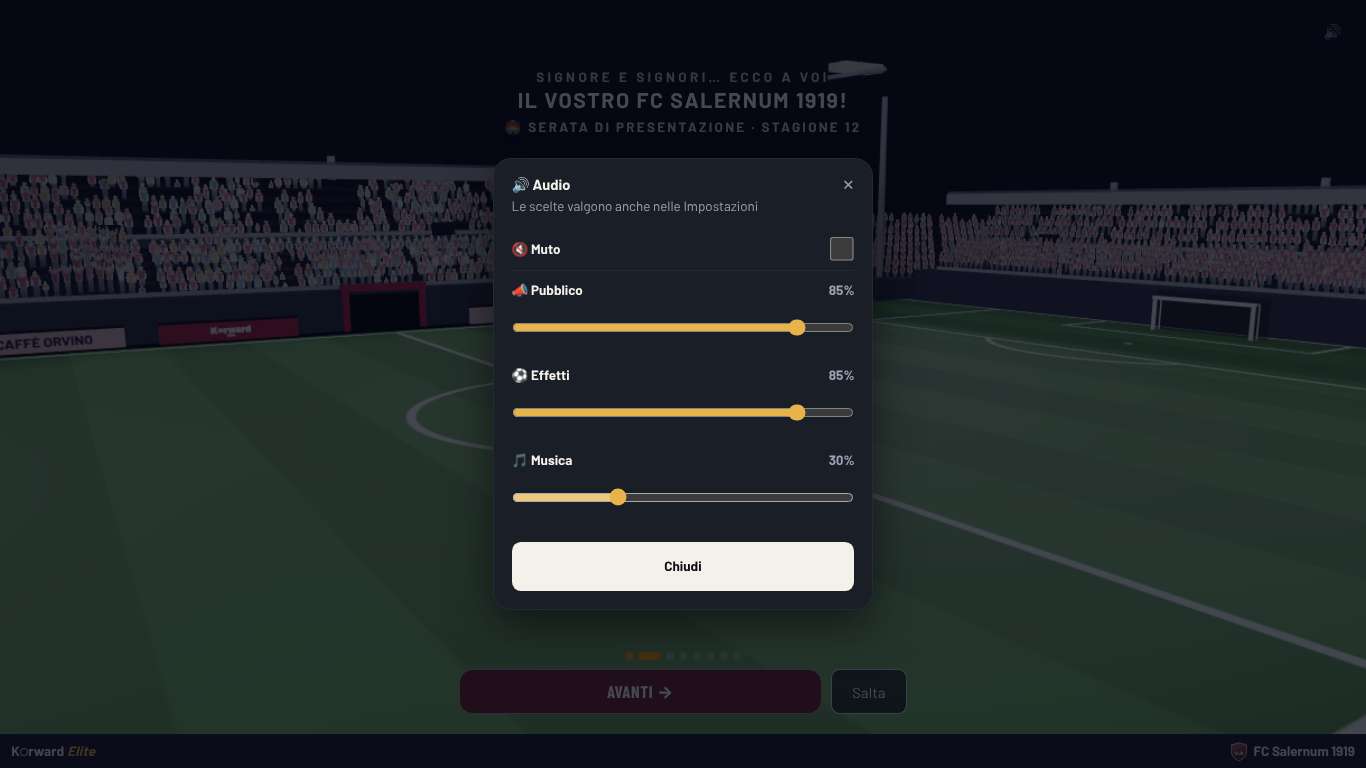 SIGNORE E SIGNORI... ECCO A VOI
IL VOSTRO FC SALERNUM 1919!
SERATA DI PRESENTAZIONE · STAGIONE 12
Audio
Le scelte valgono anche nelle Impostazioni
Muto
Pubblico 85%
Effetti 85%
Musica 30%
Chiudi
CAFFÈ ORVINO
Korward
AVANTI →
Salta
Korward Elite
FC Salernum 1919